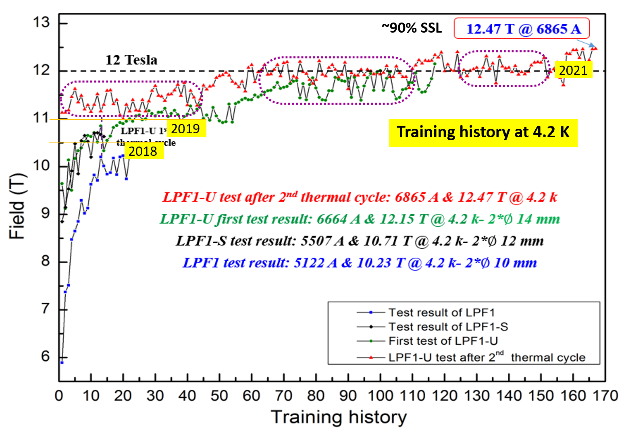 ~90% SSL
12.47 T @ 6865 A
12 Tesla
2021
Training history at 4.2 K
LPF1-U 1ˢ
thermal cycle
2019
2018
LPF1-U test after 2ⁿᵈ thermal cycle: 6865 A & 12.47 T @ 4.2 k
LPF1-U first test result: 6664 A & 12.15 T @ 4.2 k- 2*∅ 14 mm
LPF1-S test result: 5507 A & 10.71 T @ 4.2 k- 2*∅ 12 mm
LPF1 test result: 5122 A & 10.23 T @ 4.2 k- 2*∅ 10 mm
Test result of LPF1
Test result of LPF1-S
First test of LPF1-U
LPF1-U test after 2ⁿᵈ thermal cycle
Field (T)
13
12
11
10
9
8
7
6
0 10 20 30 40 50 60 70 80 90 100 110 120 130 140 150 160 170
Training history